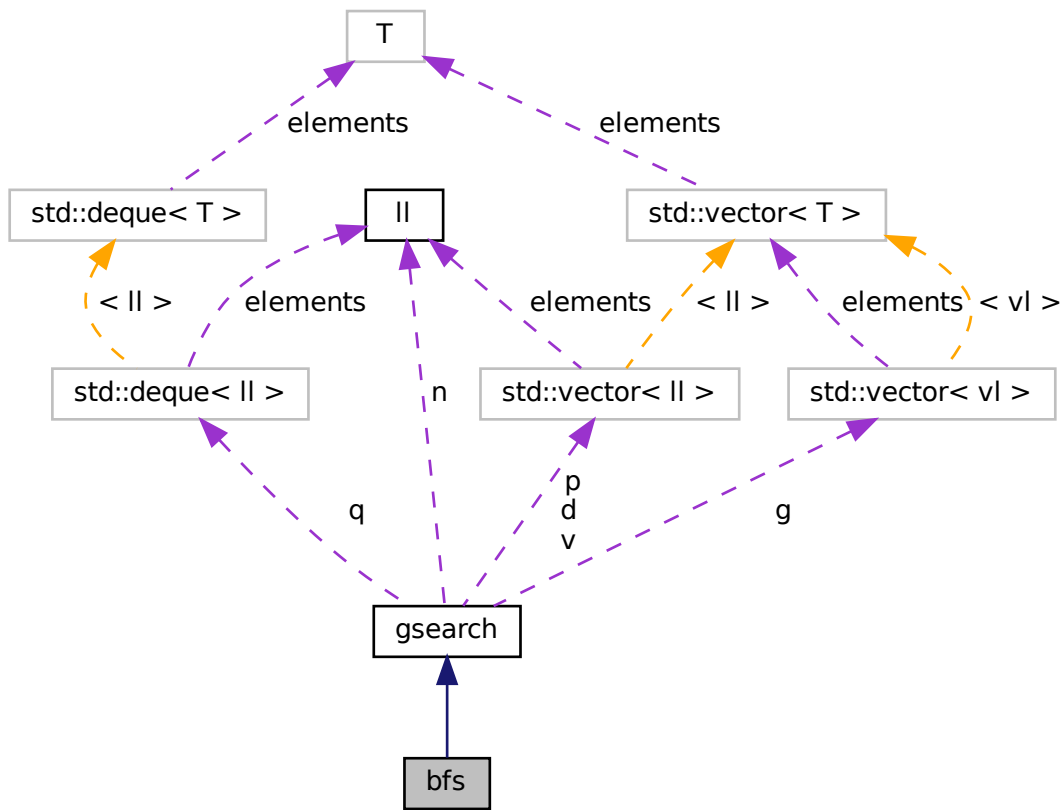 T
elements
elements
std::deque< T >
ll
std::vector< T >
< ll >
elements
elements
< ll >
elements
< vl >
std::deque< ll >
n
std::vector< ll >
std::vector< vl >
q
p
d
v
g
gsearch
bfs